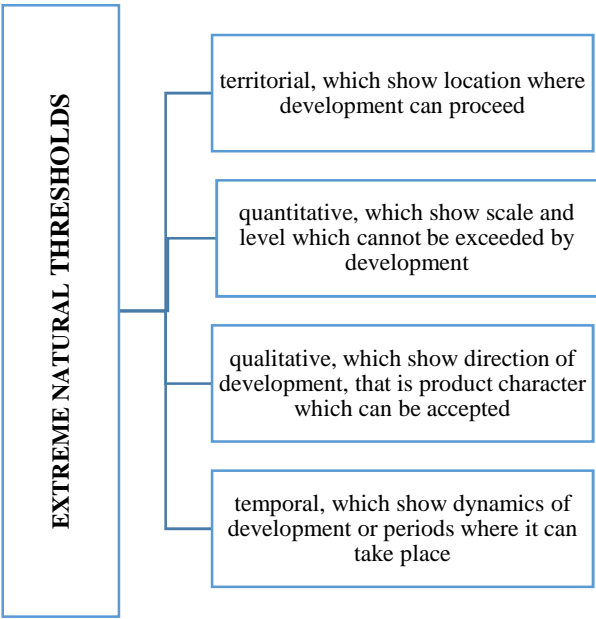 EXTREME NATURAL THRESHOLDS
territorial, which show location where
development can proceed
quantitative, which show scale and
level which cannot be exceeded by
development
qualitative, which show direction of
development, that is product character
which can be accepted
temporal, which show dynamics of
development or periods where it can
take place